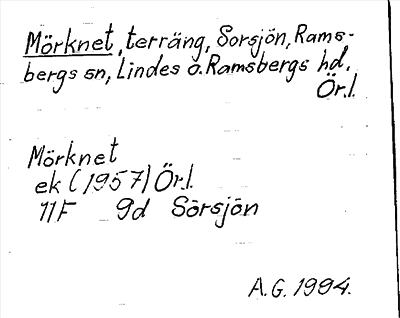 Mörknet, terräng, Sorsjön, Rams-
bergs sn, Lindes o. Ramsbergs hd.
Ör.l.
Mörknet
ek (1957) Ör.l.
11F 9d Sörsjön
A.G. 1994.